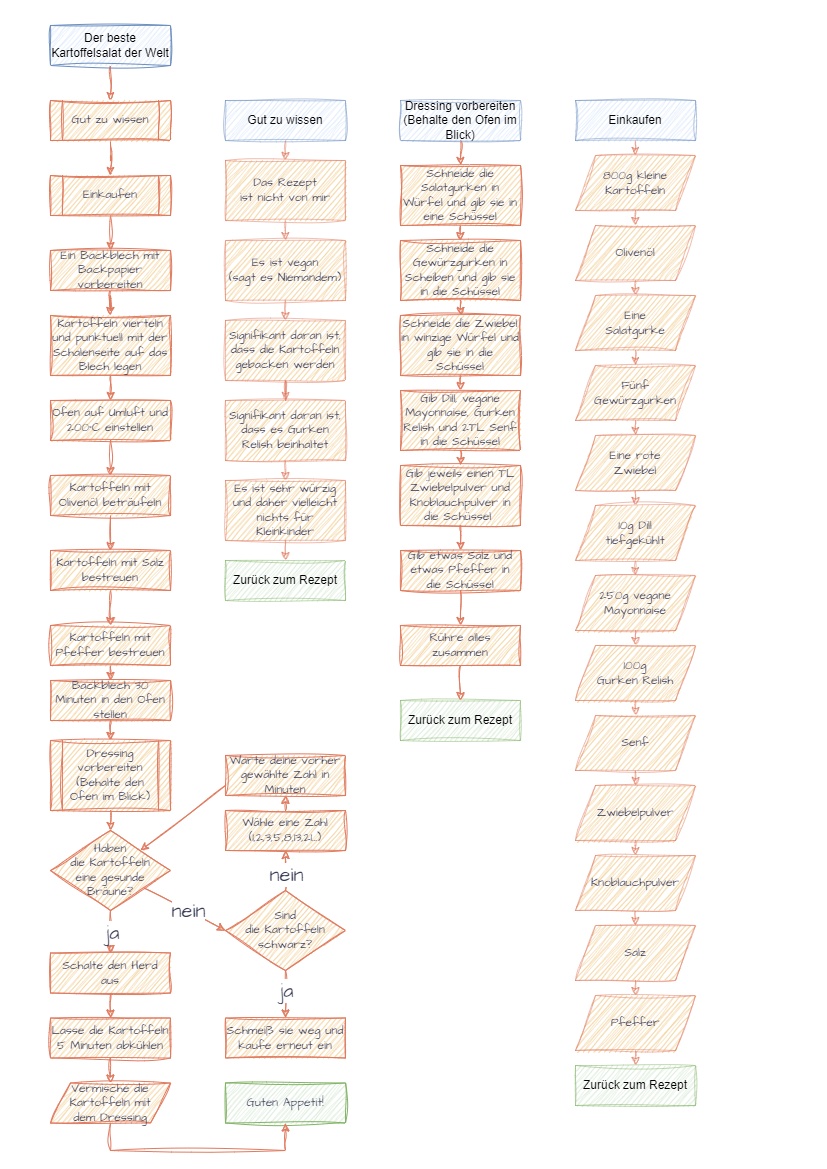 Der beste
Kartoffelsalat der Welt
Gut zu wissen
Einkaufen
Ein Backblech mit
Backpapier
vorbereiten
Kartoffeln vierteln
und punktuell mit der
Schalenseite auf das
Blech legen
Ofen auf Umluft und
200°C einstellen
Kartoffeln mit
Olivenöl beträufeln
Kartoffeln mit Salz
bestreuen
Kartoffeln mit
Pfeffer bestreuen
Backblech 30
Minuten in den Ofen
stellen
Dressing
vorbereiten
(Behalte den
Ofen im Blick)
Haben
die Kartoffeln
eine gesunde
Bräune?
nein
ja
Schalte den Herd
aus
Lasse die Kartoffeln
5 Minuten abkühlen
Vermische die
Kartoffeln mit
dem Dressing
Gut zu wissen
Das Rezept
ist nicht von mir
Es ist vegan
(sagt es Niemandem)
Signifikant daran ist,
dass die Kartoffeln
gebacken werden
Signifikant daran ist,
dass es Gurken
Relish beinhaltet
Es ist sehr würzig
und daher vielleicht
nichts für
Kleinkinder
Zurück zum Rezept
Warte deine vorher
gewählte Zahl in
Minuten
Wähle eine Zahl
(1,2,3,5,8,13,21...)
nein
Sind
die Kartoffeln
schwarz?
ja
Schmeiß sie weg und
kaufe erneut ein
Guten Appetit!
Dressing vorbereiten
(Behalte den Ofen im
Blick)
Schneide die
Salatgurken in
Würfel und gib sie in
eine Schüssel
Schneide die
Gewürzgurken in
Scheiben und gib sie
in die Schüssel
Schneide die Zwiebel
in winzige Würfel und
gib sie in die
Schüssel
Gib Dill, vegane
Mayonnaise, Gurken
Relish und 2TL Senf
in die Schüssel
Gib jeweils einen TL
Zwiebelpulver und
Knoblauchpulver in
die Schüssel
Gib etwas Salz und
etwas Pfeffer in
die Schüssel
Rühre alles
zusammen
Zurück zum Rezept
Einkaufen
800g kleine
Kartoffeln
Olivenöl
Eine
Salatgurke
Fünf
Gewürzgurken
Eine rote
Zwiebel
10g Dill
tiefgekühlt
250g vegane
Mayonnaise
100g
Gurken Relish
Senf
Zwiebelpulver
Knoblauchpulver
Salz
Pfeffer
Zurück zum Rezept